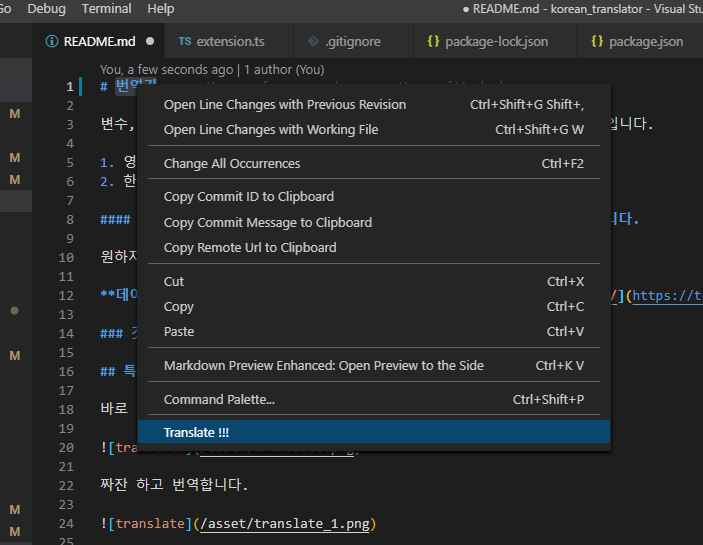 Go Debug Terminal Help ● README.md - korean_translator - Visual Stu
README.md ● TS extension.ts .gitignore {} package-lock.json {} package.json
You, a few seconds ago | 1 author (You)
1 # 번역기
2
M
3 변수, 입니다.
4
M 5 1. 영
M 6 2. 한
7
8 #### 니다.
9
10 원하지
11
12 **데이 /](https://t
13
14 ###
15
M
16 ## 특
17
18 바로
19
20 ![tra
21
22 짜잔 하고 번역합니다.
23
M
24 ![translate](/asset/translate_1.png)
M
25
Open Line Changes with Previous Revision Ctrl+Shift+G Shift+,
Open Line Changes with Working File Ctrl+Shift+G W
Change All Occurrences Ctrl+F2
Copy Commit ID to Clipboard
Copy Commit Message to Clipboard
Copy Remote Url to Clipboard
Cut Ctrl+X
Copy Ctrl+C
Paste Ctrl+V
Markdown Preview Enhanced: Open Preview to the Side Ctrl+K V
Command Palette... Ctrl+Shift+P
Translate !!!